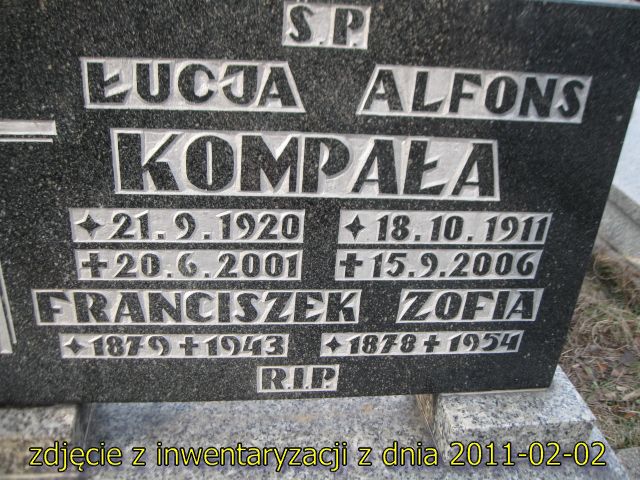 Ś.P.
ŁUCJA ALFONS
KOMPAŁA
✦21.9.1920 ✦18.10.1911
✝20.6.2001 ✝15.9.2006
FRANCISZEK ZOFIA
✦1879✝1943 ✦1878✝1954
R.I.P.
zdjęcie z inwentaryzacji z dnia 2011-02-02